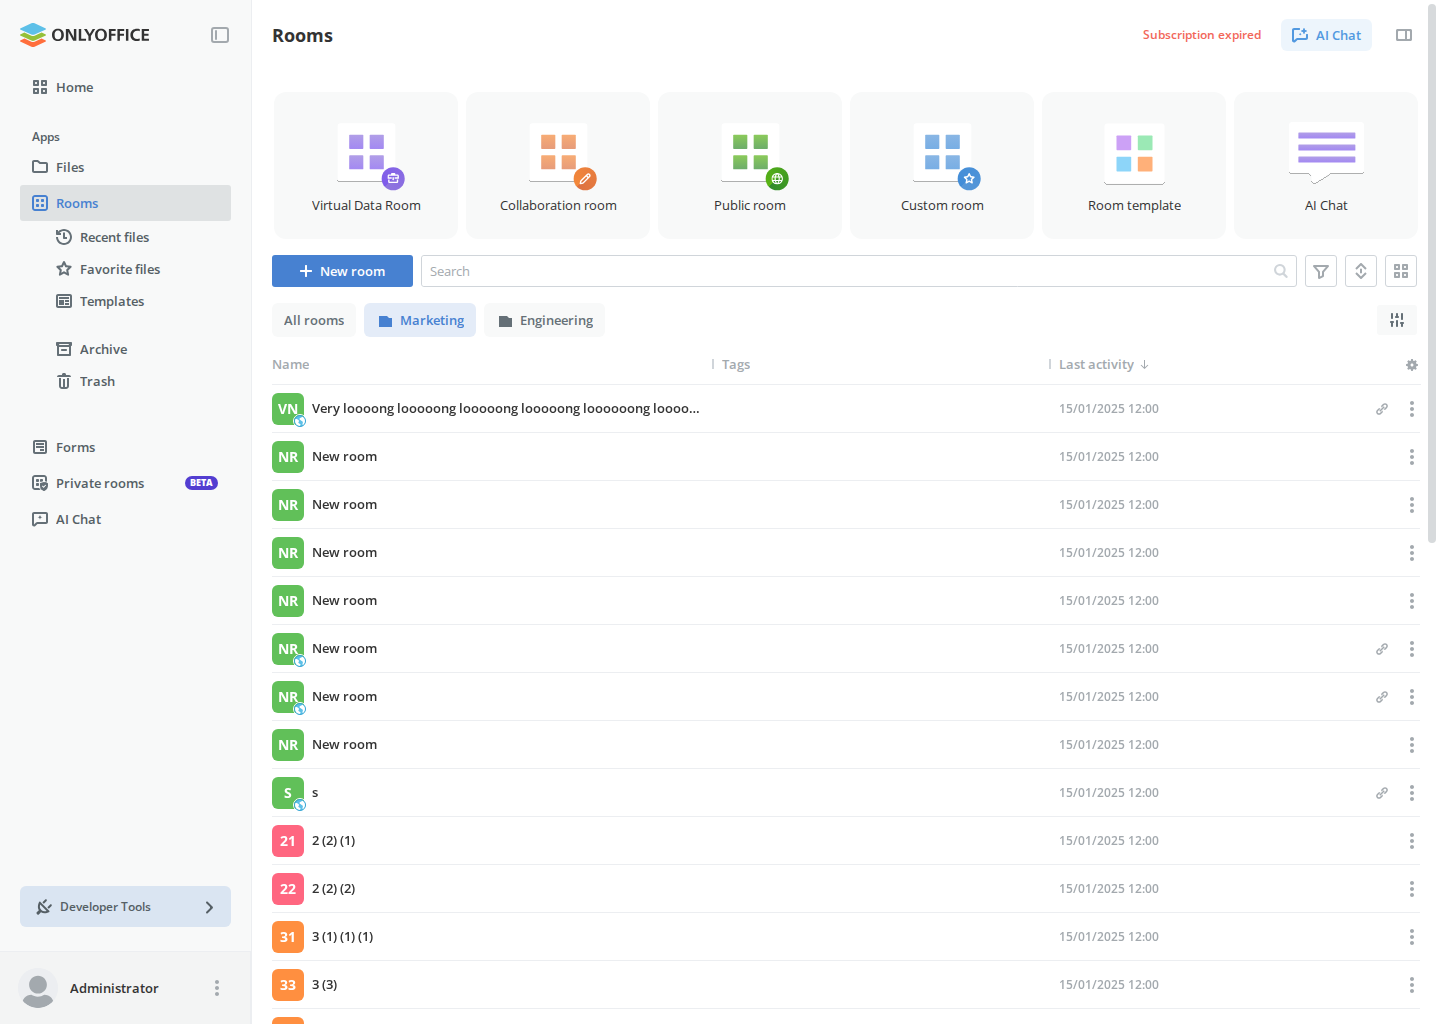 ONLYOFFICE
Home
Apps
Files
Rooms
Recent files
Favorite files
Templates
Archive
Trash
Forms
Private rooms BETA
AI Chat
Developer Tools
Administrator
Rooms
Subscription expired
AI Chat
Virtual Data Room
Collaboration room
Public room
Custom room
Room template
AI Chat
New room
Search
All rooms
Marketing
Engineering
Name Tags Last activity
VN Very loooong looooong looooong looooong loooooong loooo... 15/01/2025 12:00
NR New room 15/01/2025 12:00
NR New room 15/01/2025 12:00
NR New room 15/01/2025 12:00
NR New room 15/01/2025 12:00
NR New room 15/01/2025 12:00
NR New room 15/01/2025 12:00
NR New room 15/01/2025 12:00
S s 15/01/2025 12:00
21 2 (2) (1) 15/01/2025 12:00
22 2 (2) (2) 15/01/2025 12:00
31 3 (1) (1) (1) 15/01/2025 12:00
33 3 (3) 15/01/2025 12:00